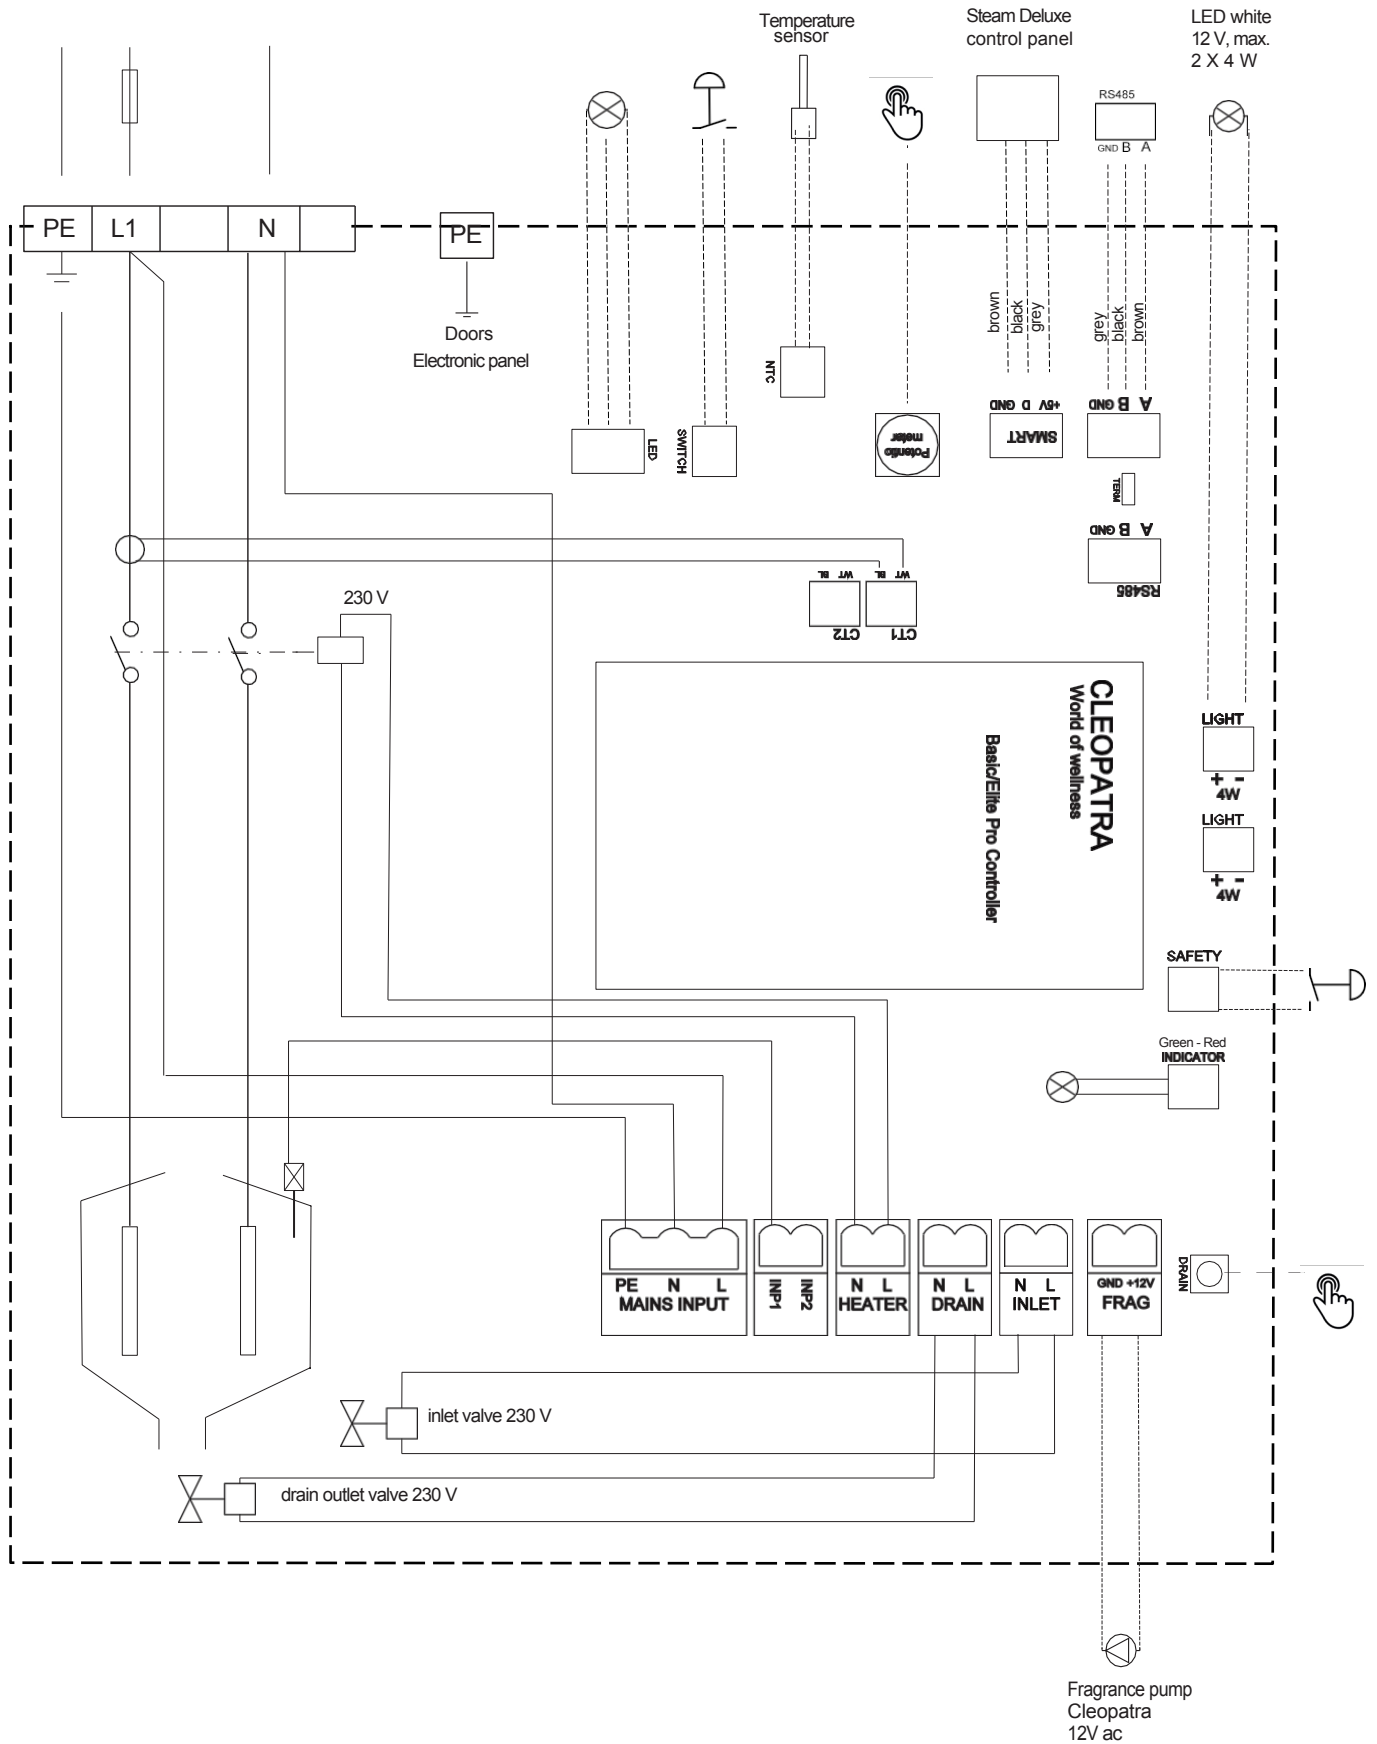 Temperature
sensor
Steam Deluxe
control panel
LED white
12 V, max.
2 X 4 W
RS485
GND B A
PE L1 N
PE
Doors
Electronic panel
brown
black
grey
grey
black
brown
NTC
LED
SWITCH
Potentio
meter
+5V D GND
SMART
A B GND
TERM
A B GND
RS485
WT BL
CT2
WT BL
CT1
230 V
CLEOPATRA
World of wellness
Basic/Elite Pro Controller
LIGHT
+ -
4W
LIGHT
+ -
4W
SAFETY
Green - Red
INDICATOR
PE N L
MAINS INPUT
INP1
INP2
N L
HEATER
N L
DRAIN
N L
INLET
GND +12V
FRAG
DRAIN
inlet valve 230 V
drain outlet valve 230 V
Fragrance pump
Cleopatra
12V ac